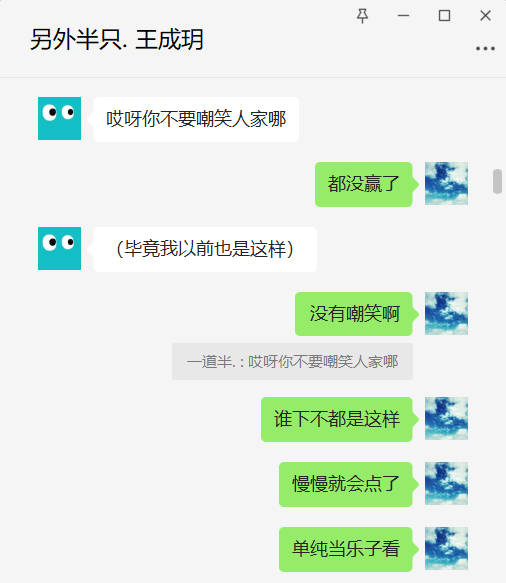 另外半只. 王成玥
哎呀你不要嘲笑人家哪
都没赢了
（毕竟我以前也是这样）
没有嘲笑啊
一道半. : 哎呀你不要嘲笑人家哪
谁下不都是这样
慢慢就会点了
单纯当乐子看